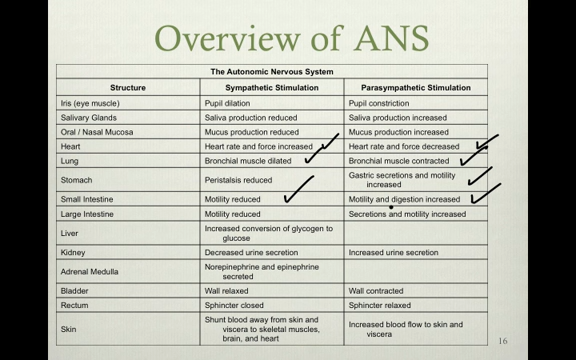 Overview of ANS
The Autonomic Nervous System
Structure Sympathetic Stimulation Parasympathetic Stimulation
Iris (eye muscle) Pupil dilation Pupil constriction
Salivary Glands Saliva production reduced Saliva production increased
Oral / Nasal Mucosa Mucus production reduced Mucus production increased
Heart Heart rate and force increased Heart rate and force decreased
Lung Bronchial muscle dilated Bronchial muscle contracted
Stomach Peristalsis reduced Gastric secretions and motility
increased
Small Intestine Motility reduced Motility and digestion increased
Large Intestine Motility reduced Secretions and motility increased
Liver Increased conversion of glycogen to
glucose
Kidney Decreased urine secretion Increased urine secretion
Adrenal Medulla Norepinephrine and epinephrine
secreted
Bladder Wall relaxed Wall contracted
Rectum Sphincter closed Sphincter relaxed
Skin Shunt blood away from skin and
viscera to skeletal muscles,
brain, and heart Increased blood flow to skin and
viscera
16